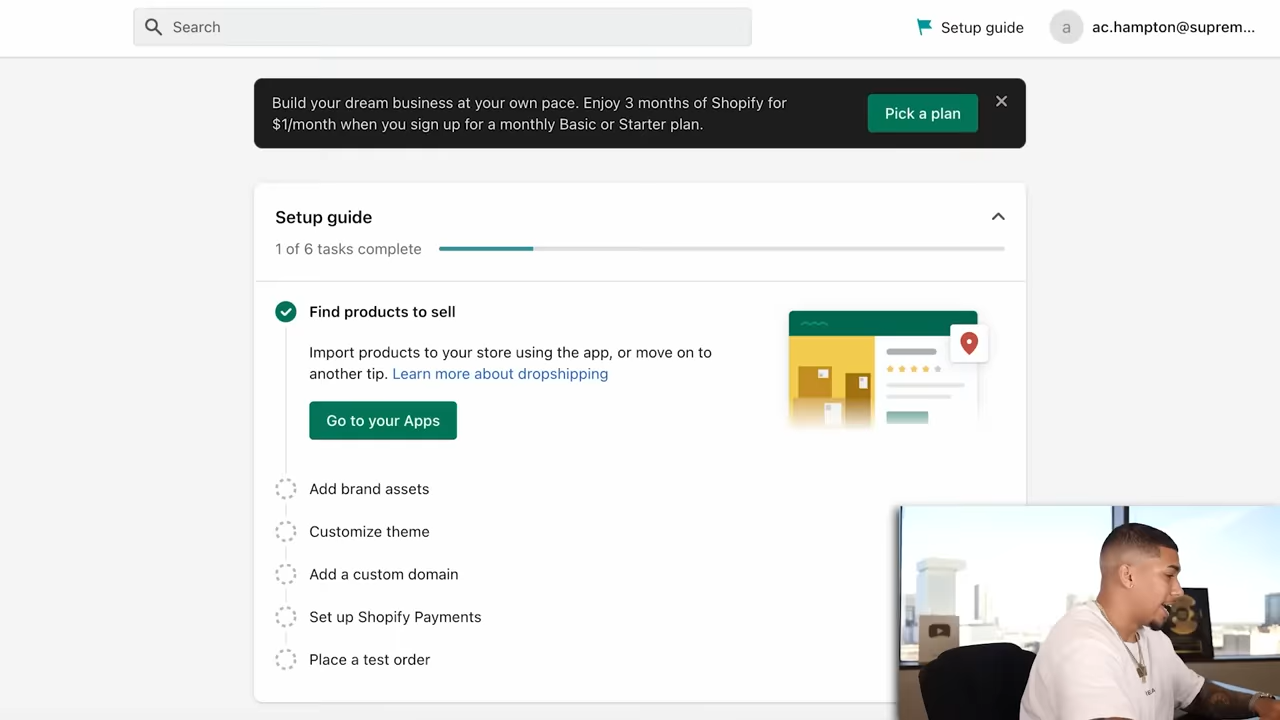 Search
Setup guide
a
ac.hampton@suprem...
Build your dream business at your own pace. Enjoy 3 months of Shopify for
$1/month when you sign up for a monthly Basic or Starter plan.
Pick a plan
Setup guide
1 of 6 tasks complete
Find products to sell
Import products to your store using the app, or move on to
another tip. Learn more about dropshipping
Go to your Apps
Add brand assets
Customize theme
Add a custom domain
Set up Shopify Payments
Place a test order